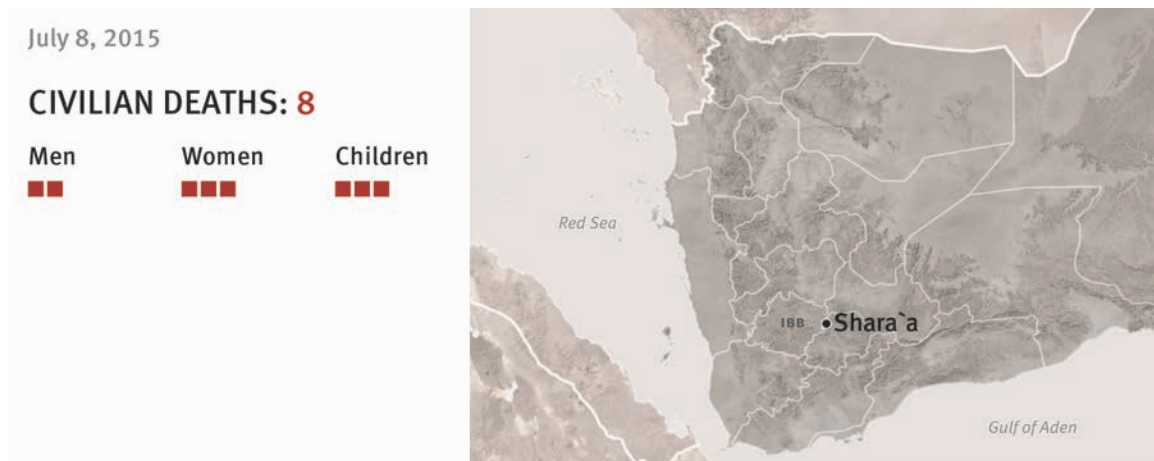 July 8, 2015
CIVILIAN DEATHS: 8
Men Women Children
Red Sea
IBB Shara`a
Gulf of Aden